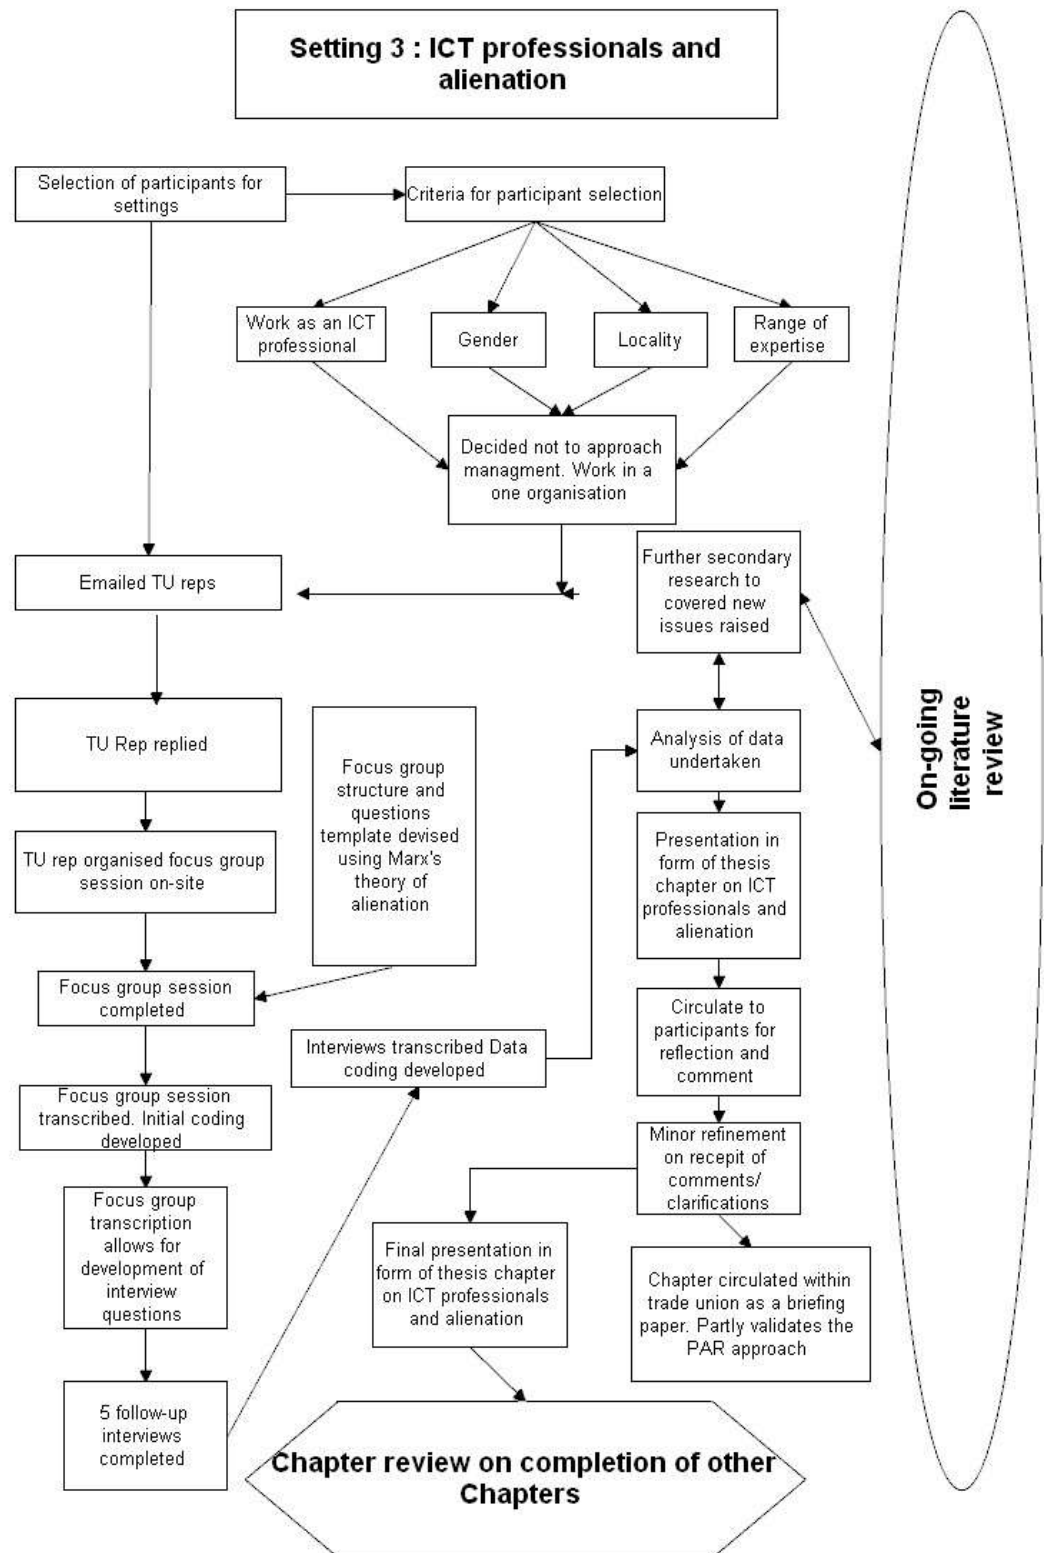 Setting 3 : ICT professionals and
alienation
Selection of participants for
settings
Criteria for participant selection
Work as an ICT
professional
Gender
Locality
Range of
expertise
Decided not to approach
managment. Work in a
one organisation
Emailed TU reps
Further secondary
research to
covered new
issues raised
TU Rep replied
Focus group
structure and
questions
template devised
using Marx's
theory of
alienation
Analysis of data
undertaken
On-going
literature
review
TU rep organised focus group
session on-site
Presentation in
form of thesis
chapter on ICT
professionals and
alienation
Focus group session
completed
Circulate to
participants for
reflection and
comment
Interviews transcribed Data
coding developed
Focus group session
transcribed. Initial coding
developed
Minor refinement
on recepit of
comments/
clarifications
Focus group
transcription
allows for
development of
interview
questions
Final presentation in
form of thesis chapter
on ICT professionals
and alienation
Chapter circulated within
trade union as a briefing
paper. Partly validates the
PAR approach
5 follow-up
interviews
completed
Chapter review on completion of other
Chapters